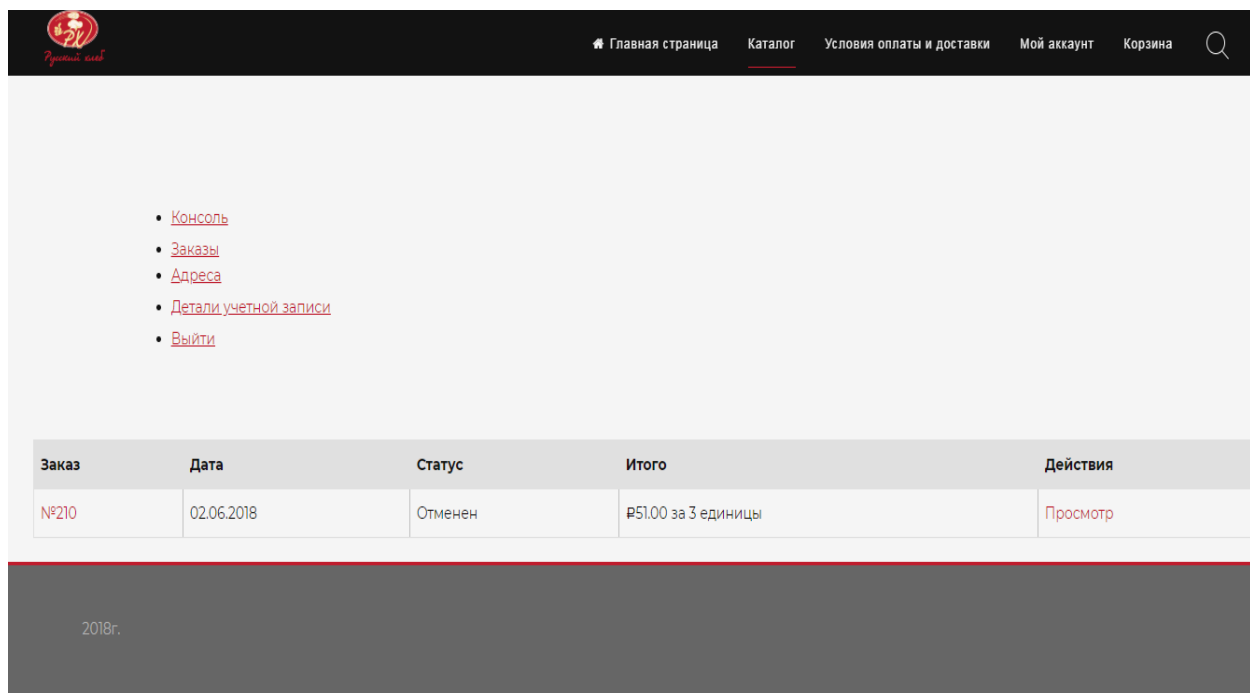 Русский хлеб
Главная страница Каталог Условия оплаты и доставки Мой аккаунт Корзина
Консоль
Заказы
Адреса
Детали учетной записи
Выйти
Заказ Дата Статус Итого Действия
№210 02.06.2018 Отменен ₽51.00 за 3 единицы Просмотр
2018г.